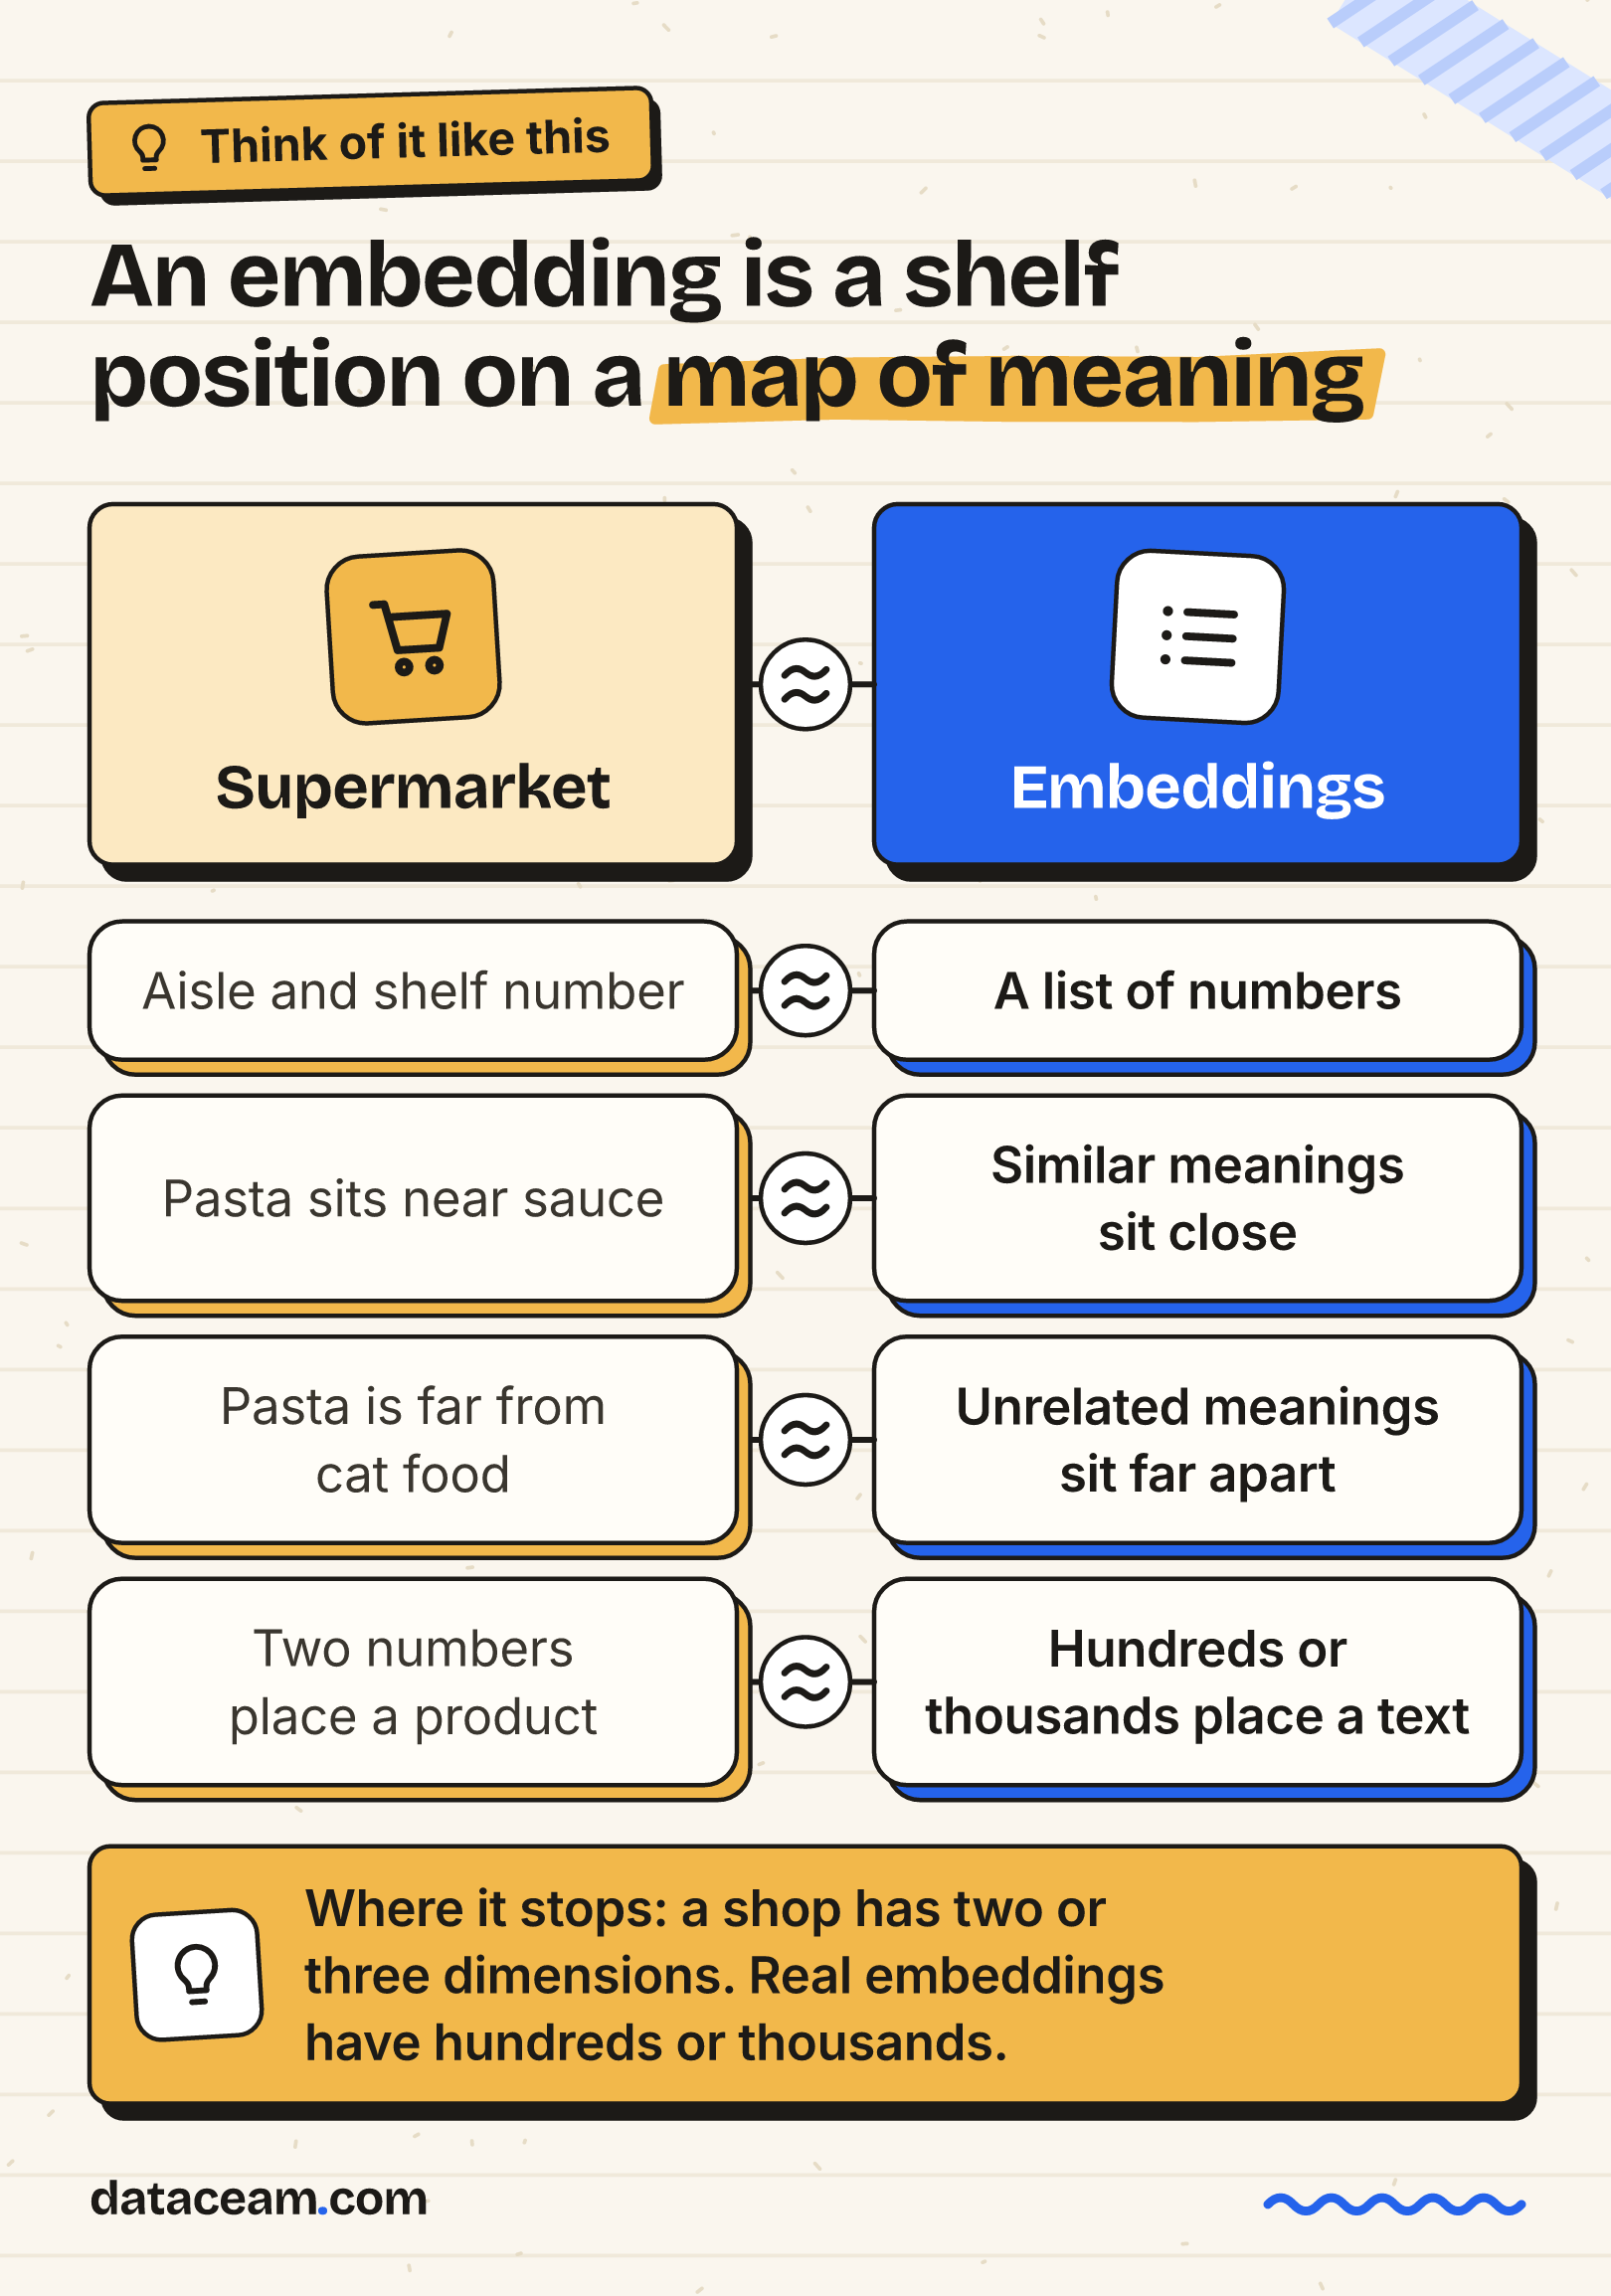 Think of it like this
An embedding is a shelf
position on a map of meaning
Supermarket
Embeddings
Aisle and shelf number
A list of numbers
Pasta sits near sauce
Similar meanings
sit close
Pasta is far from
cat food
Unrelated meanings
sit far apart
Two numbers
place a product
Hundreds or
thousands place a text
Where it stops: a shop has two or
three dimensions. Real embeddings
have hundreds or thousands.
dataceam.com